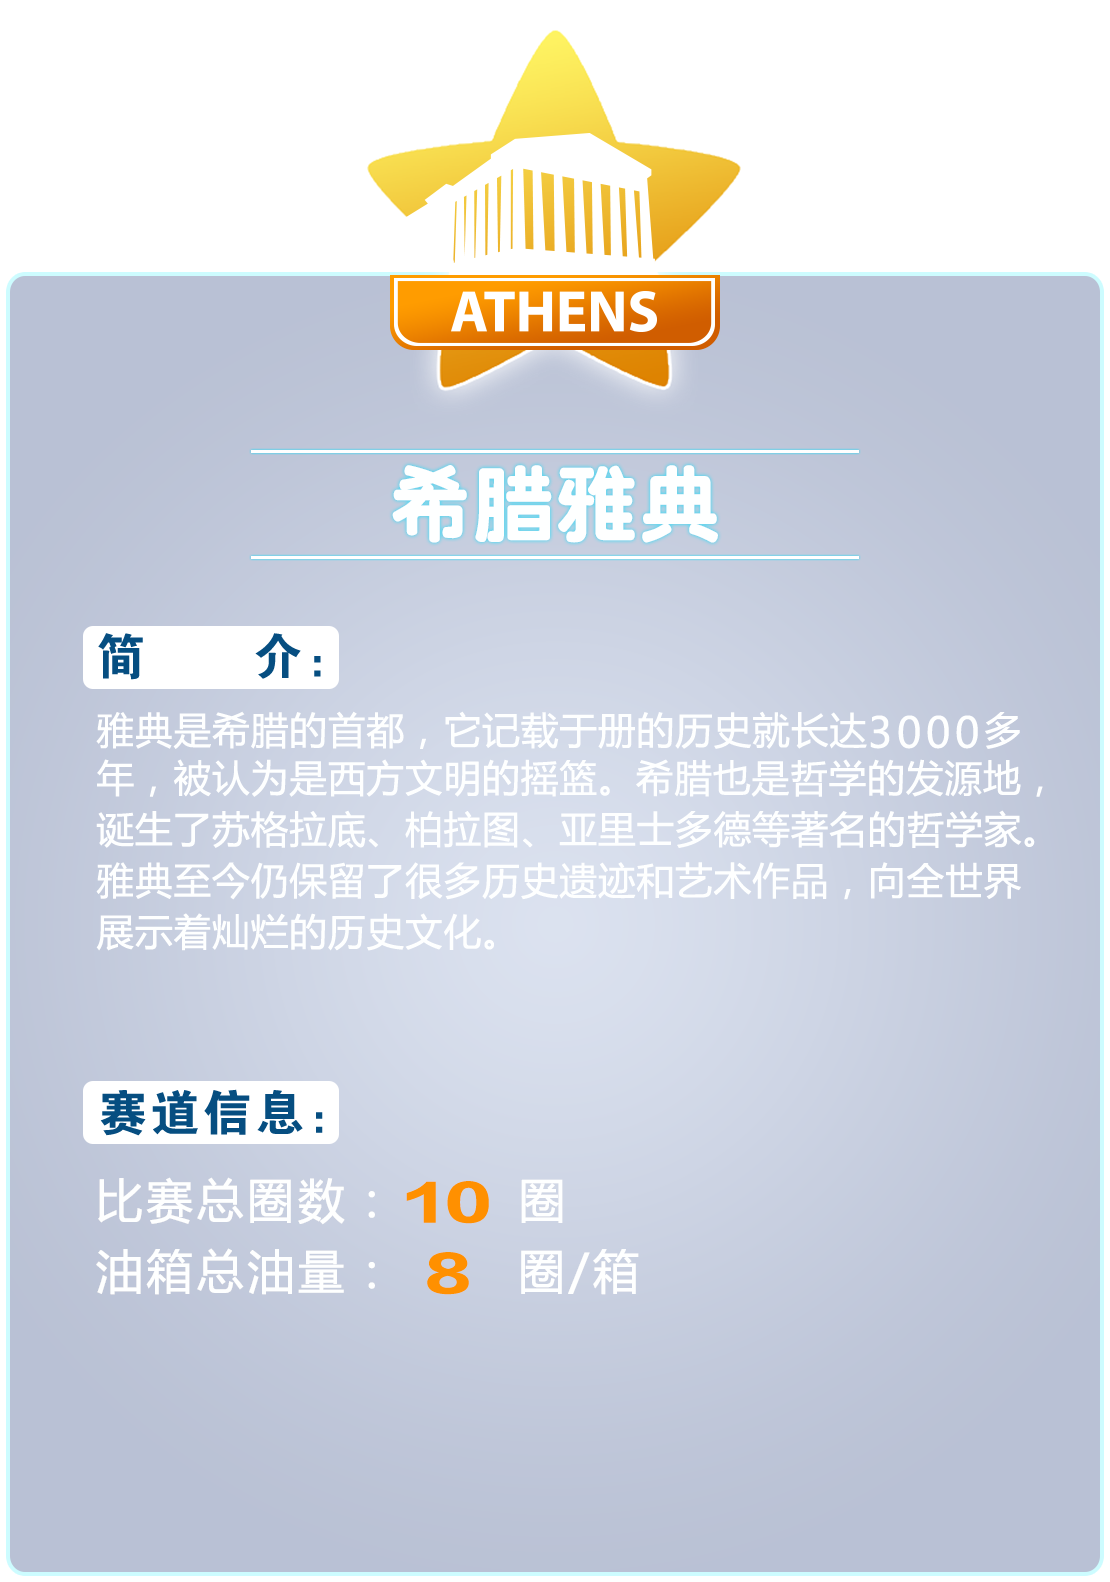 ATHENS
希腊雅典
简 介：
雅典是希腊的首都，它记载于册的历史就长达3000多
年，被认为是西方文明的摇篮。希腊也是哲学的发源地，
诞生了苏格拉底、柏拉图、亚里士多德等著名的哲学家。
雅典至今仍保留了很多历史遗迹和艺术作品，向全世界
展示着灿烂的历史文化。
赛道信息：
比赛总圈数： 10 圈
油箱总油量： 8 圈/箱